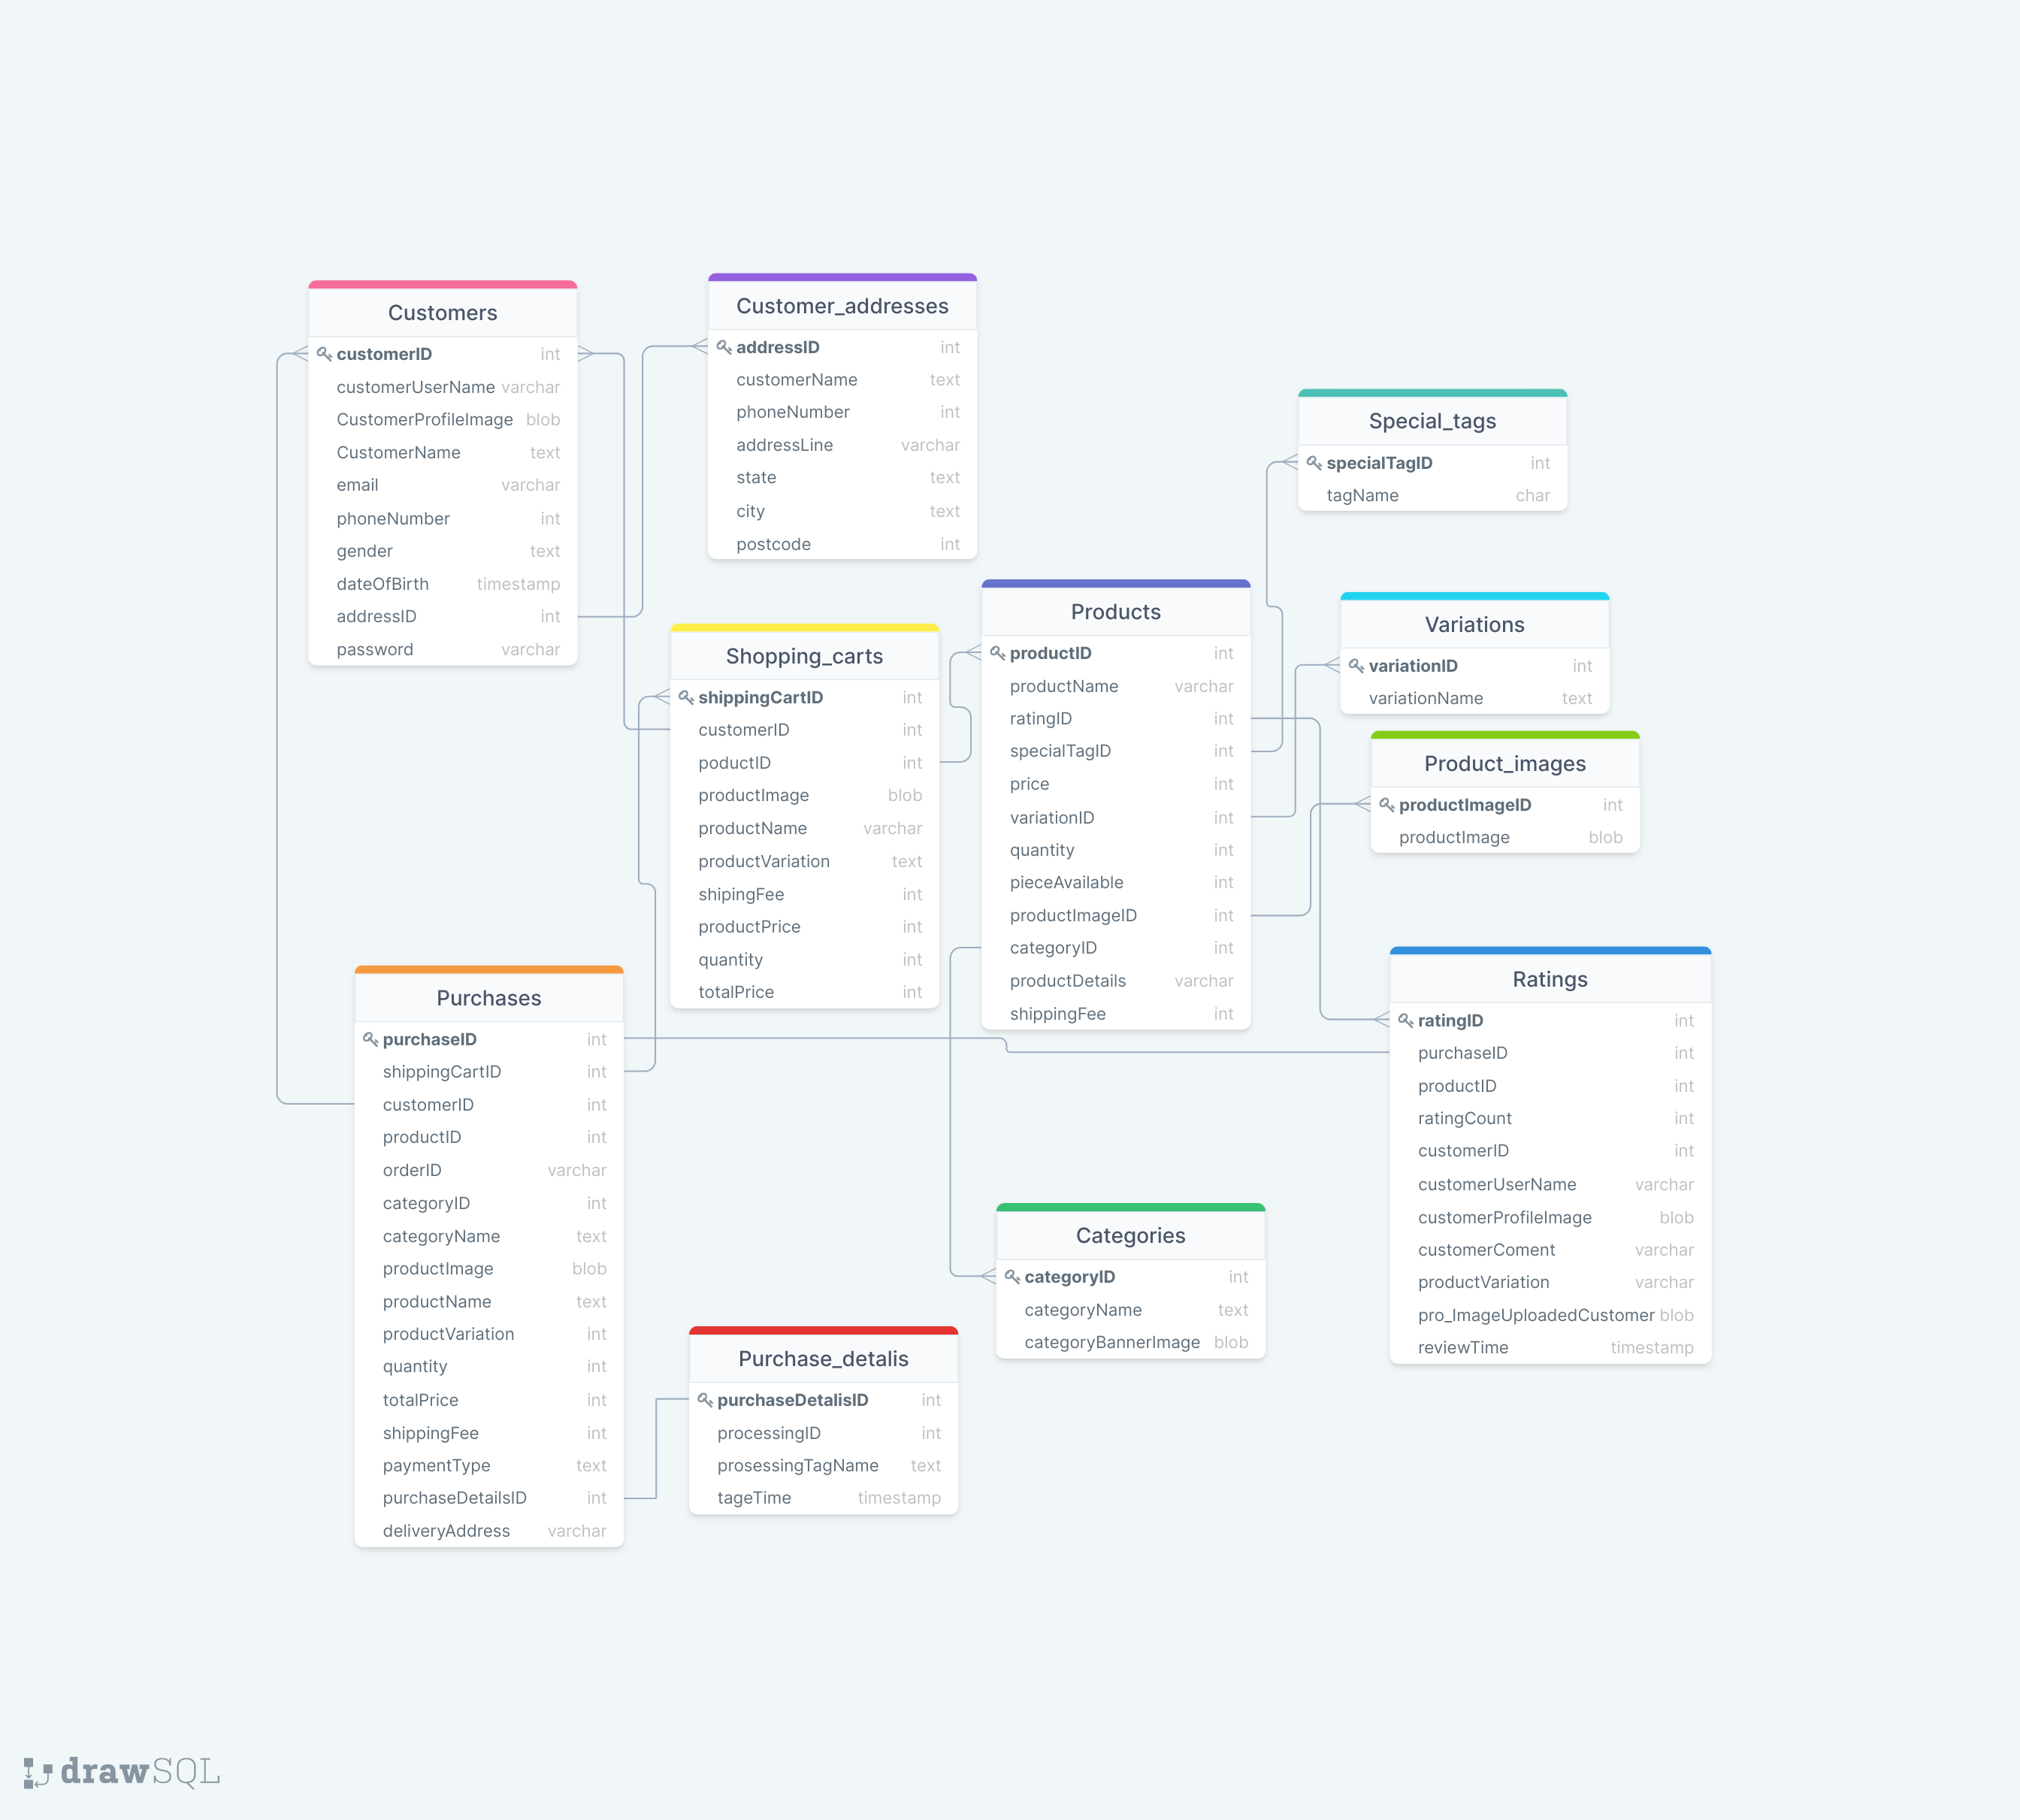 Customers
customerID int
customerUserName varchar
CustomerProfileImage blob
CustomerName text
email varchar
phoneNumber int
gender text
dateOfBirth timestamp
addressID int
password varchar
Customer_addresses
addressID int
customerName text
phoneNumber int
addressLine varchar
state text
city text
postcode int
Special_tags
specialTagID int
tagName char
Products
productID int
productName varchar
ratingID int
specialTagID int
price int
variationID int
quantity int
pieceAvailable int
productImageID int
categoryID int
productDetails varchar
shippingFee int
Variations
variationID int
variationName text
Shopping_carts
shippingCartID int
customerID int
poductID int
productImage blob
productName varchar
productVariation text
shipingFee int
productPrice int
quantity int
totalPrice int
Product_images
productImageID int
productImage blob
Ratings
ratingID int
purchaseID int
productID int
ratingCount int
customerID int
customerUserName varchar
customerProfileImage blob
customerComent varchar
productVariation varchar
pro_ImageUploadedCustomer blob
reviewTime timestamp
Purchases
purchaseID int
shippingCartID int
customerID int
productID int
orderID varchar
categoryID int
categoryName text
productImage blob
productName text
productVariation int
quantity int
totalPrice int
shippingFee int
paymentType text
purchaseDetailsID int
deliveryAddress varchar
Categories
categoryID int
categoryName text
categoryBannerImage blob
Purchase_detalis
purchaseDetalisID int
processingID int
prosessingTagName text
tageTime timestamp
drawSQL